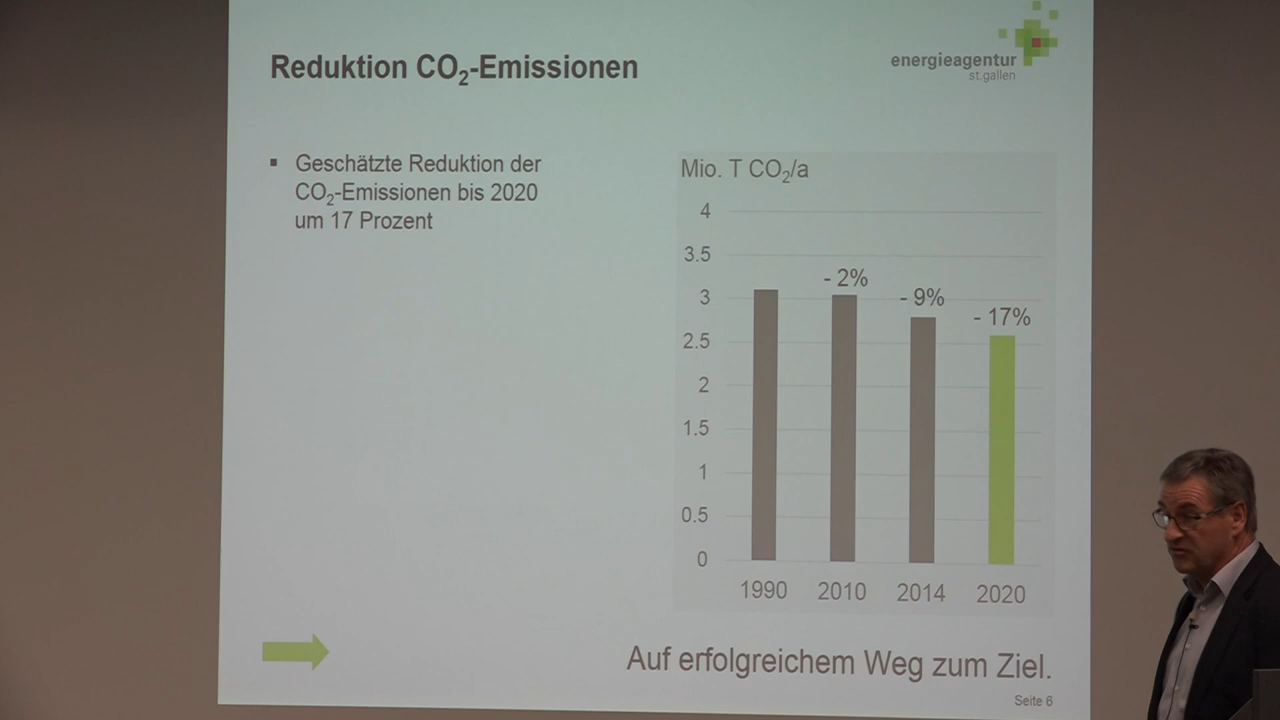 Reduktion CO₂-Emissionen
energieagentur
st.gallen
▪ Geschätzte Reduktion der
CO₂-Emissionen bis 2020
um 17 Prozent
Mio. T CO₂/a
4
3.5
3
2.5
2
1.5
1
0.5
0
- 2%
- 9%
- 17%
1990 2010 2014 2020
Auf erfolgreichem Weg zum Ziel.
Seite 6